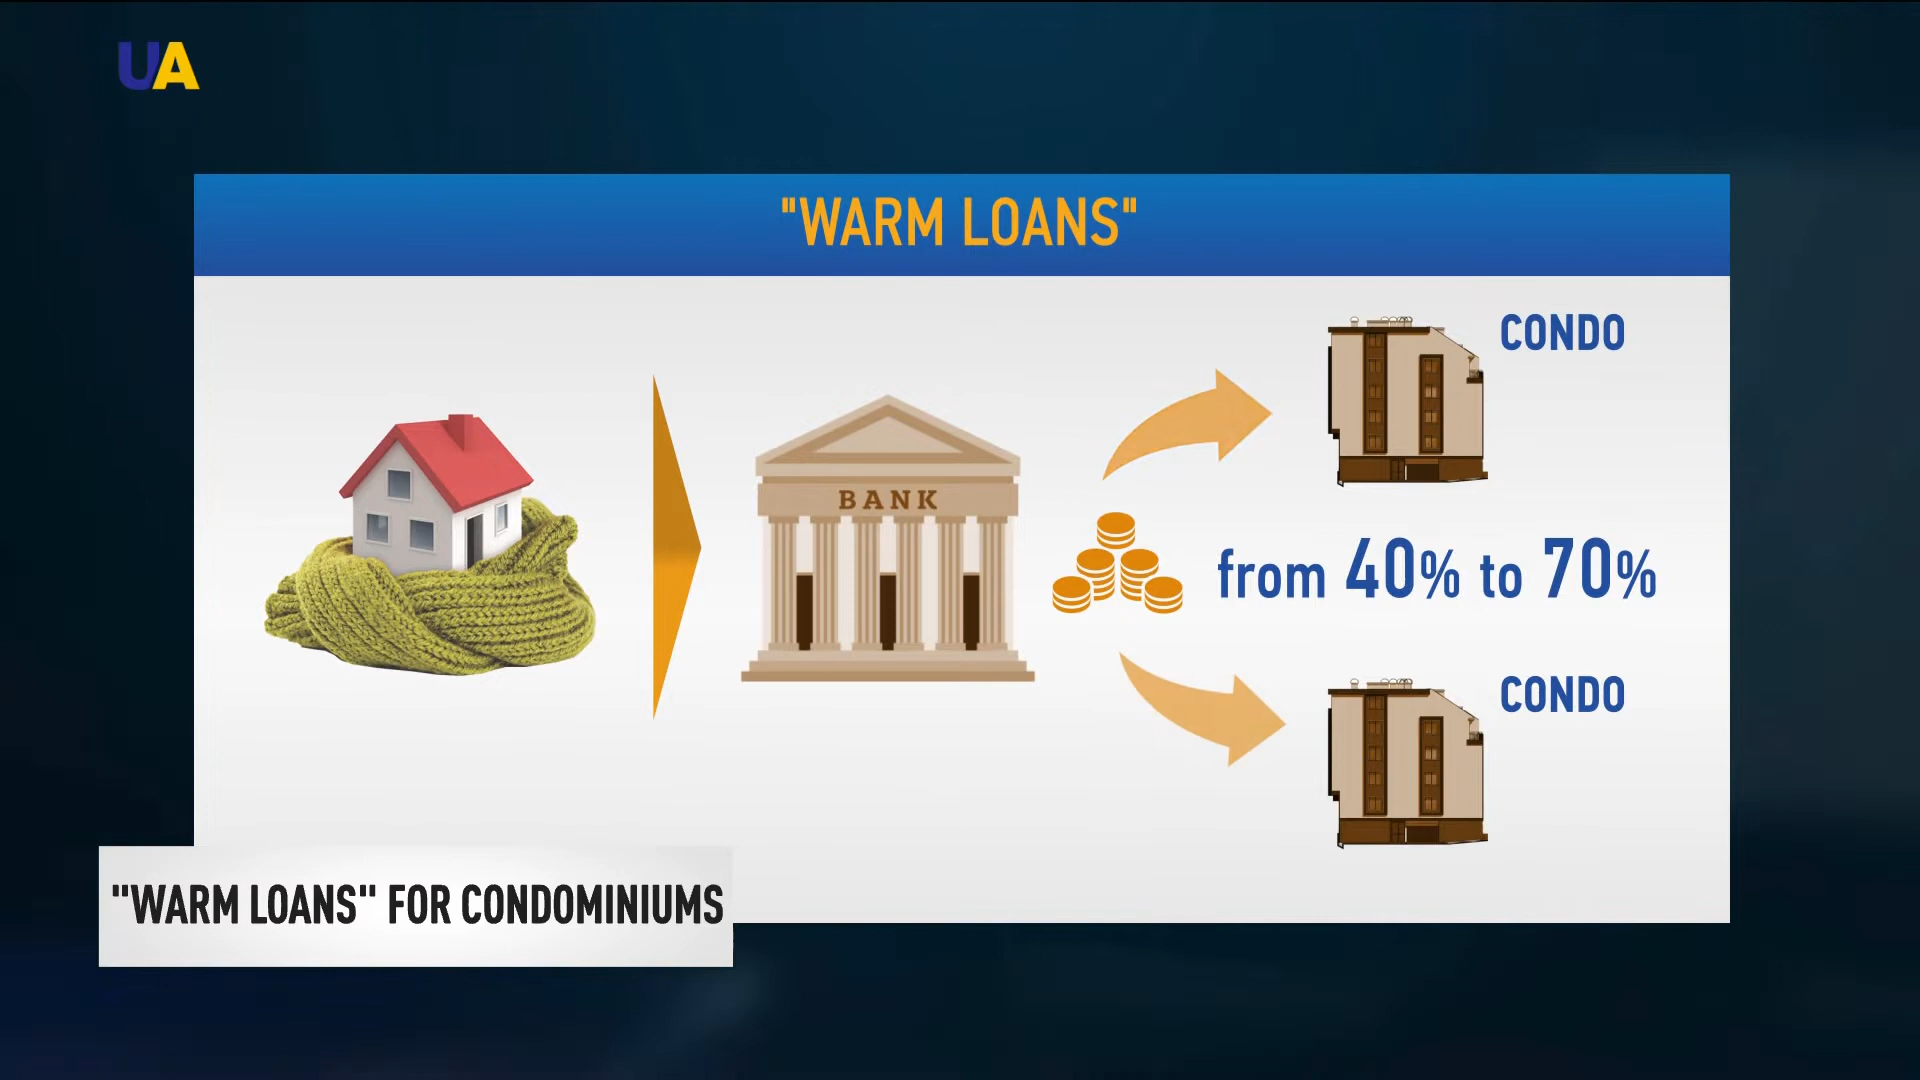 UA
"WARM LOANS"
CONDO
BANK
from 40% to 70%
CONDO
"WARM LOANS" FOR CONDOMINIUMS